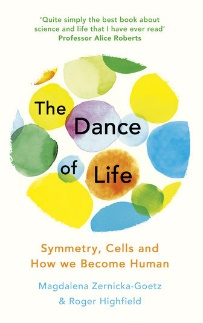 ‘Quite simply the best book about
science and life that I have ever read’
Professor Alice Roberts
The
Dance
of
Life
Symmetry, Cells and
How we Become Human
Magdalena Zernicka-Goetz
& Roger Highfield